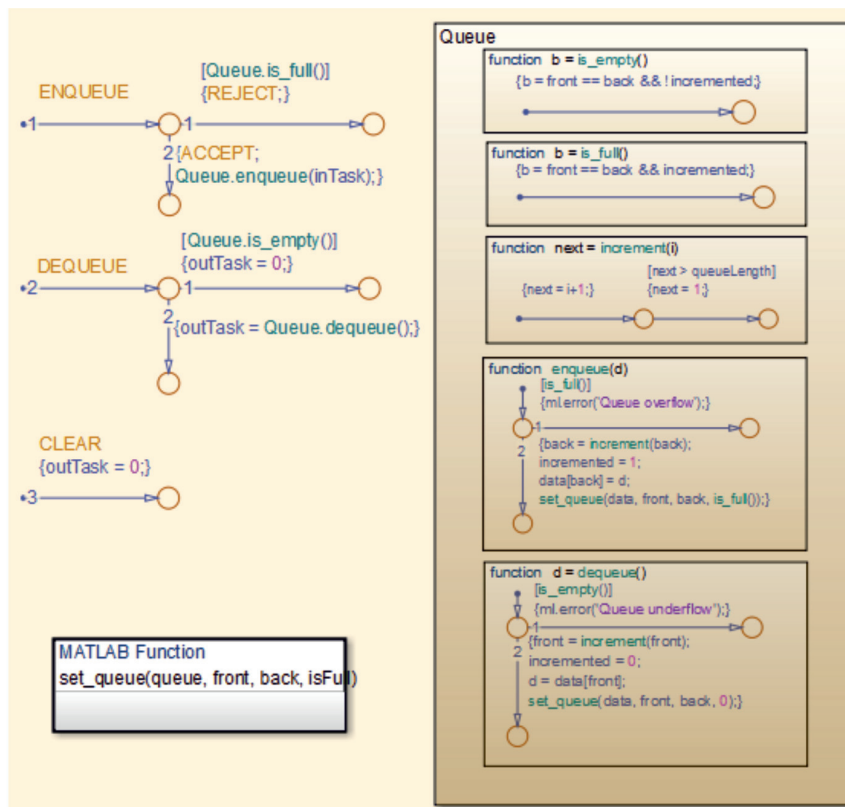 [Queue.is_full()]
ENQUEUE
{REJECT;}
1
1
2
{ACCEPT;
Queue.enqueue(inTask);}
[Queue.is_empty()]
DEQUEUE
{outTask = 0;}
2
1
2
{outTask = Queue.dequeue();}
CLEAR
{outTask = 0;}
3
MATLAB Function
set_queue(queue, front, back, isFull)
Queue
function b = is_empty()
{b = front == back && ! incremented;}
function b = is_full()
{b = front == back && incremented;}
function next = increment(i)
[next > queueLength]
{next = i+1;}
{next = 1;}
function enqueue(d)
[is_full()]
{ml.error('Queue overflow');}
1
2
{back = increment(back);
incremented = 1;
data[back] = d;
set_queue(data, front, back, is_full());}
function d = dequeue()
[is_empty()]
{ml.error('Queue underflow');}
1
2
{front = increment(front);
incremented = 0;
d = data[front];
set_queue(data, front, back, 0);}